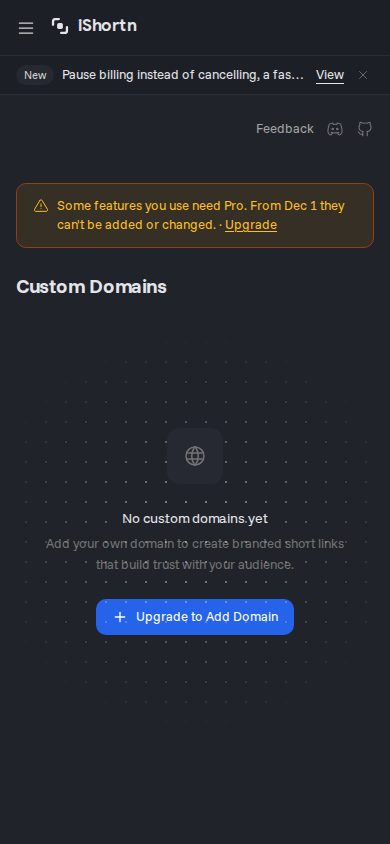 IShortn
New Pause billing instead of cancelling, a fas… View
Feedback
Some features you use need Pro. From Dec 1 they
can't be added or changed. · Upgrade
Custom Domains
No custom domains yet
Add your own domain to create branded short links
that build trust with your audience.
Upgrade to Add Domain